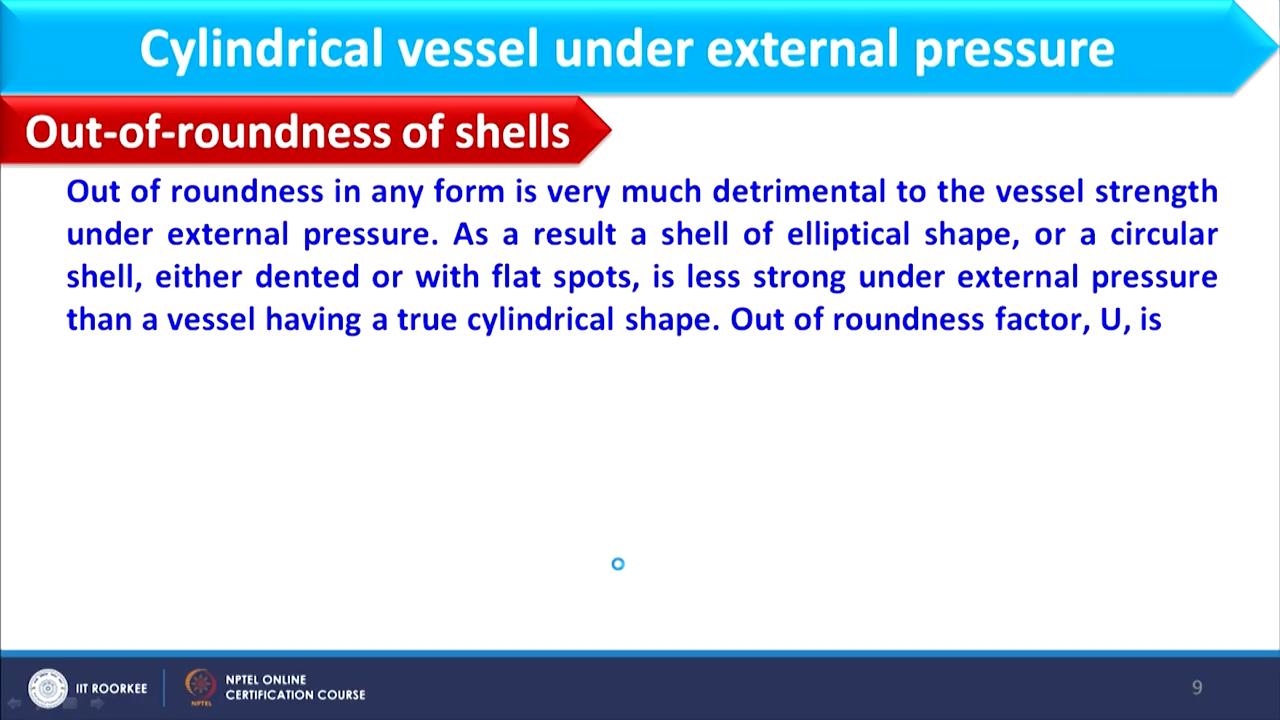 Cylindrical vessel under external pressure
Out-of-roundness of shells
Out of roundness in any form is very much detrimental to the vessel strength
under external pressure. As a result a shell of elliptical shape, or a circular
shell, either dented or with flat spots, is less strong under external pressure
than a vessel having a true cylindrical shape. Out of roundness factor, U, is
IIT ROORKEE
NPTEL
NPTEL ONLINE
CERTIFICATION COURSE
9